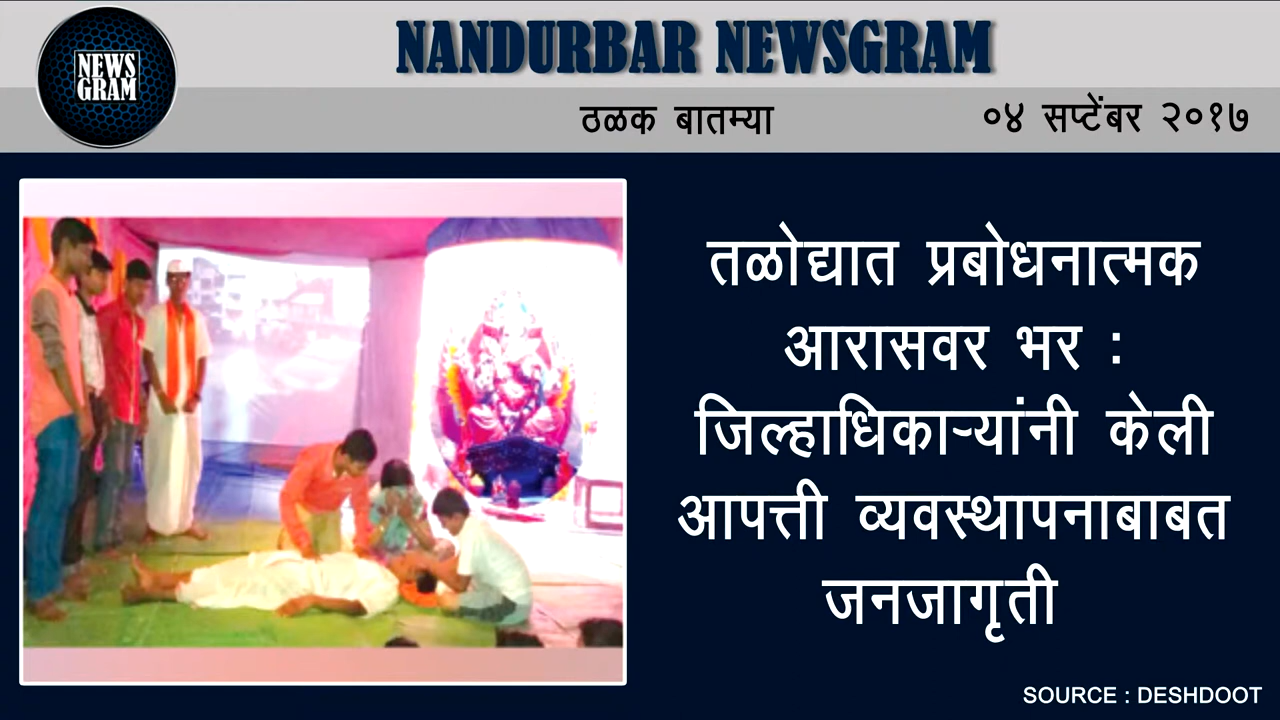 NEWS
GRAM
NANDURBAR NEWSGRAM
ठळक बातम्या
०४ सप्टेंबर २०१७
तळोद्यात प्रबोधनात्मक
आरासवर भर :
जिल्हाधिकाऱ्यांनी केली
आपत्ती व्यवस्थापनाबाबत
जनजागृती
SOURCE : DESHDOOT